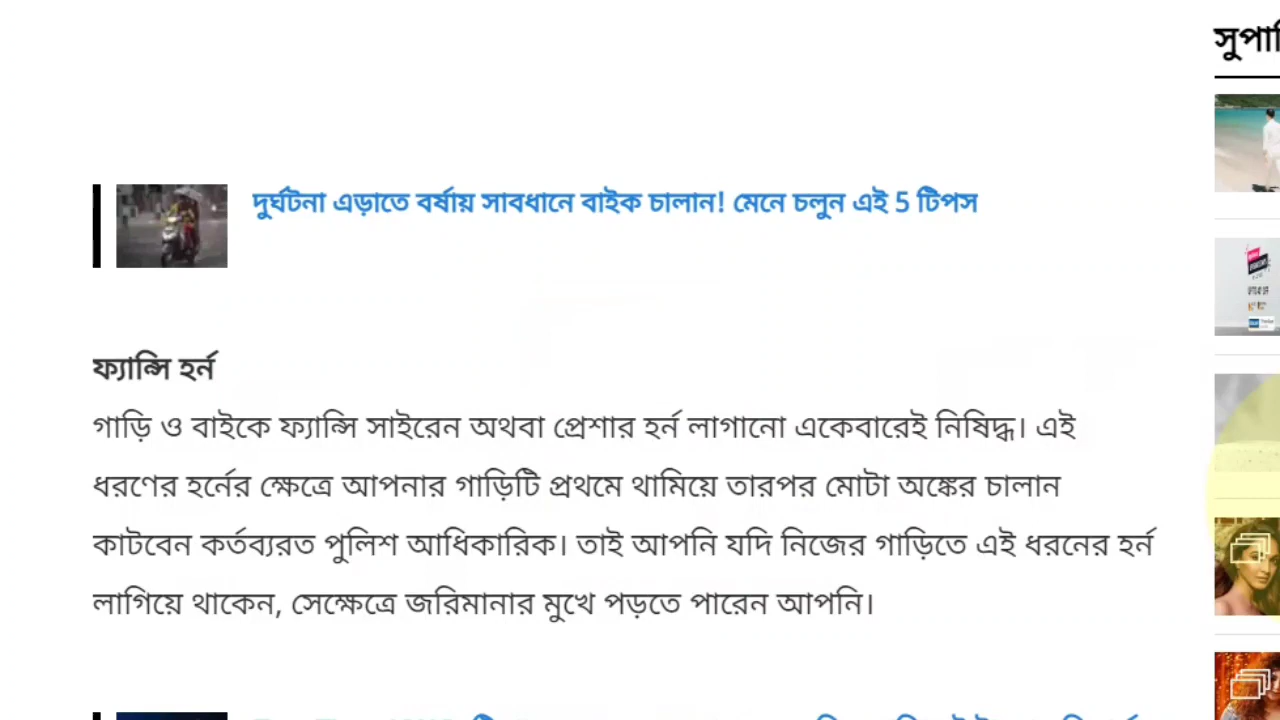 দুর্ঘটনা এড়াতে বর্ষায় সাবধানে বাইক চালান! মেনে চলুন এই 5 টিপস
ফ্যান্সি হর্ন
গাড়ি ও বাইকে ফ্যান্সি সাইরেন অথবা প্রেশার হর্ন লাগানো একেবারেই নিষিদ্ধ। এই
ধরণের হর্নের ক্ষেত্রে আপনার গাড়িটি প্রথমে থামিয়ে তারপর মোটা অঙ্কের চালান
কাটবেন কর্তব্যরত পুলিশ আধিকারিক। তাই আপনি যদি নিজের গাড়িতে এই ধরনের হর্ন
লাগিয়ে থাকেন, সেক্ষেত্রে জরিমানার মুখে পড়তে পারেন আপনি।